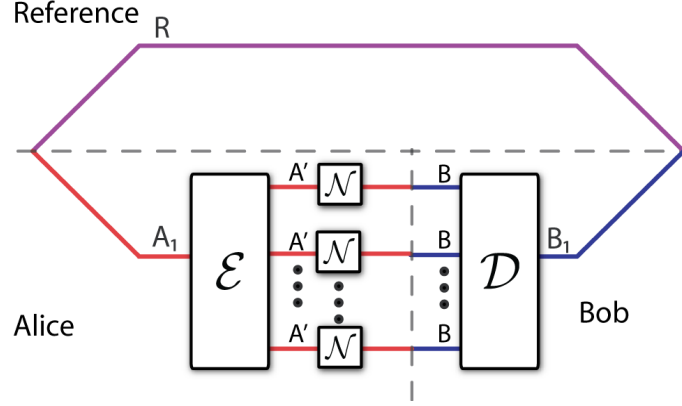 Reference
R
A' 𝒩 B
A₁ ℰ A' 𝒩 B 𝒟 B₁
Alice A' 𝒩 B Bob